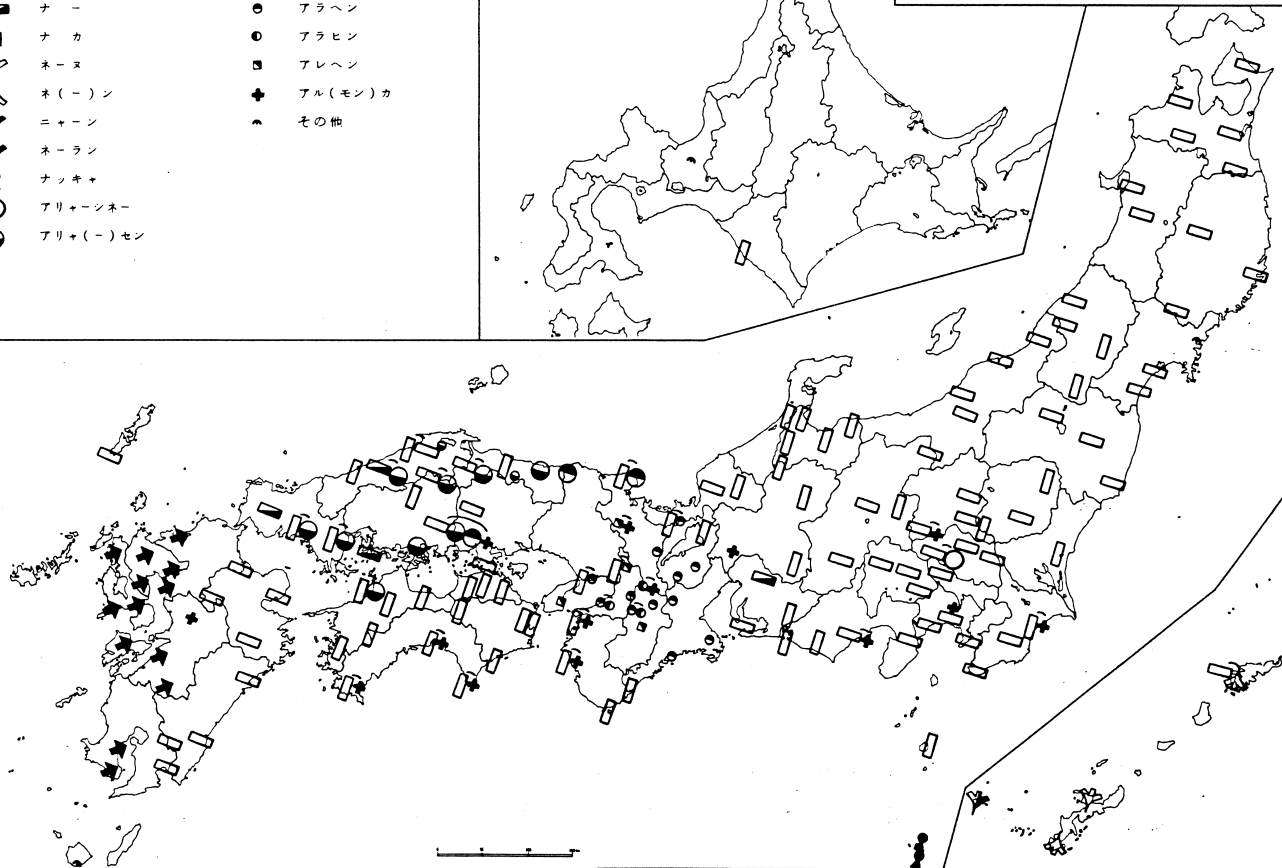 ナ ー
ナ カ
ネーヌ
ネ(ー)ン
ニャーン
ネーラン
ナッキャ
アリャーシネー
アリャ(ー)セン
アラヘン
アラヒン
アレヘン
アル(モン)カ
その他